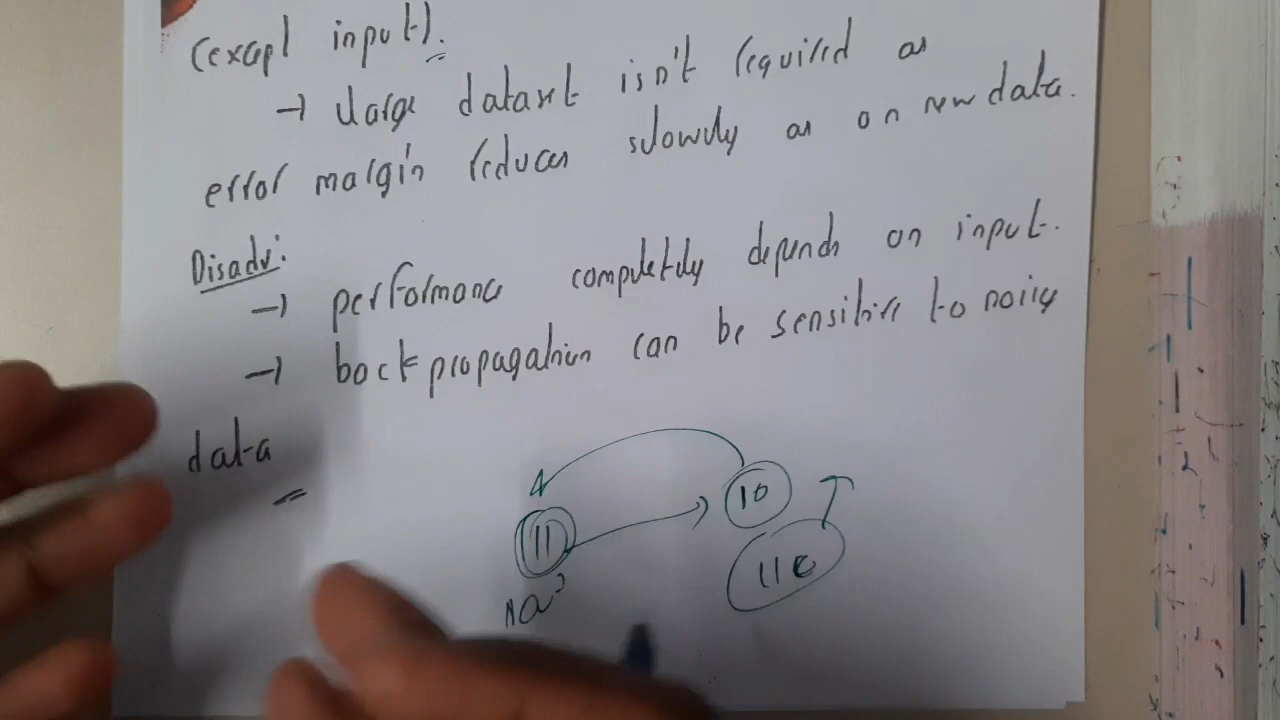 (except input).
→ Large dataset isn't required as
error margin reduces slowly as on new data.
Disadv:
→ performance completely depends on input.
→ backpropagation can be sensitive to noisy
data
10
11
110